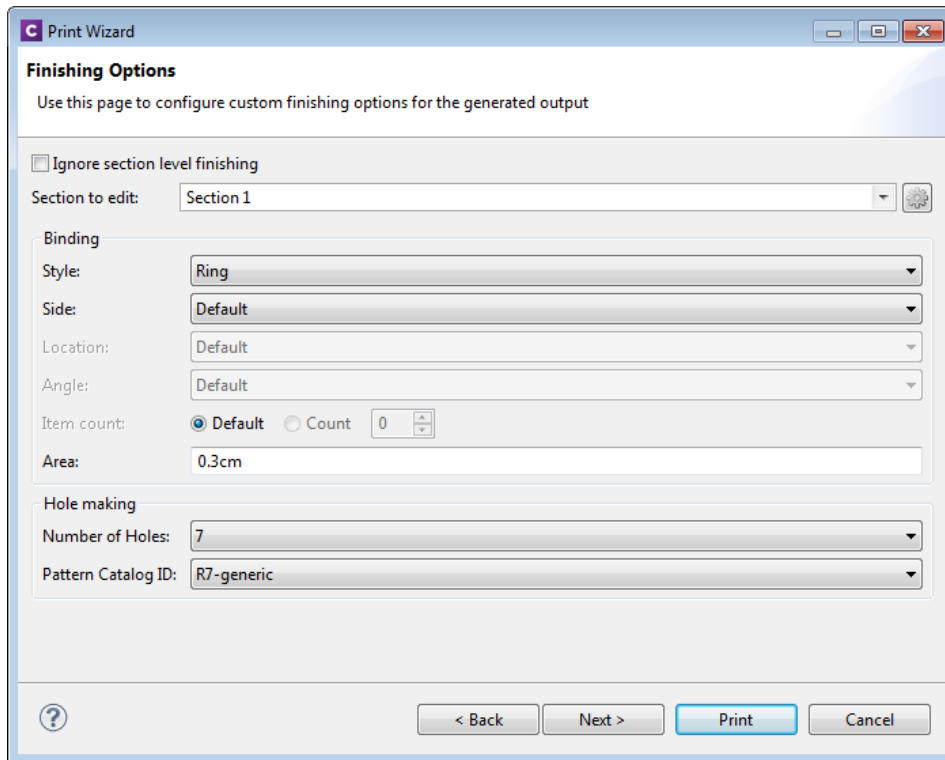 C Print Wizard
Finishing Options
Use this page to configure custom finishing options for the generated output
Ignore section level finishing
Section to edit: Section 1
Binding
Style: Ring
Side: Default
Location: Default
Angle: Default
Item count: Default Count 0
Area: 0.3cm
Hole making
Number of Holes: 7
Pattern Catalog ID: R7-generic
? < Back Next > Print Cancel